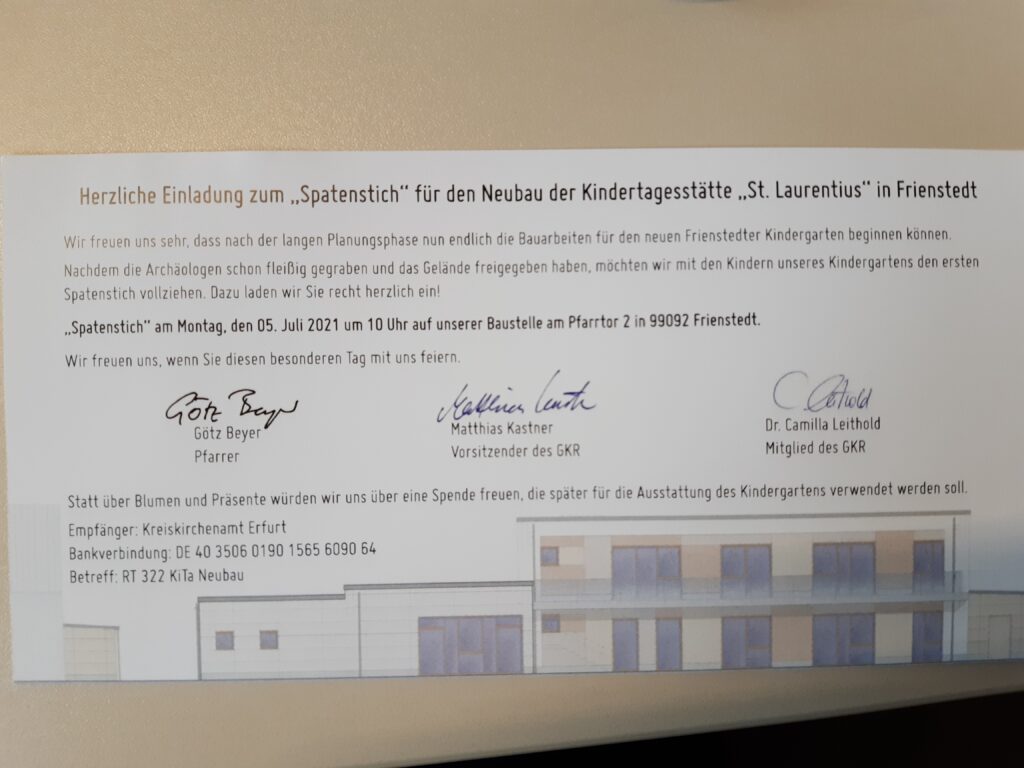 Herzliche Einladung zum „Spatenstich“ für den Neubau der Kindertagesstätte „St. Laurentius“ in Frienstedt
Wir freuen uns sehr, dass nach der langen Planungsphase nun endlich die Bauarbeiten für den neuen Frienstedter Kindergarten beginnen können.
Nachdem die Archäologen schon fleißig gegraben und das Gelände freigegeben haben, möchten wir mit den Kindern unseres Kindergartens den ersten
Spatenstich vollziehen. Dazu laden wir Sie recht herzlich ein!
„Spatenstich“ am Montag, den 05. Juli 2021 um 10 Uhr auf unserer Baustelle am Pfarrtor 2 in 99092 Frienstedt.
Wir freuen uns, wenn Sie diesen besonderen Tag mit uns feiern.
Götz Beyer
Götz Beyer
Pfarrer
Matthias Kastner
Vorsitzender des GKR
Dr. Camilla Leithold
Mitglied des GKR
Statt über Blumen und Präsente würden wir uns über eine Spende freuen, die später für die Ausstattung des Kindergartens verwendet werden soll.
Empfänger: Kreiskirchenamt Erfurt
Bankverbindung: DE 40 3506 0190 1565 6090 64
Betreff: RT 322 KiTa Neubau